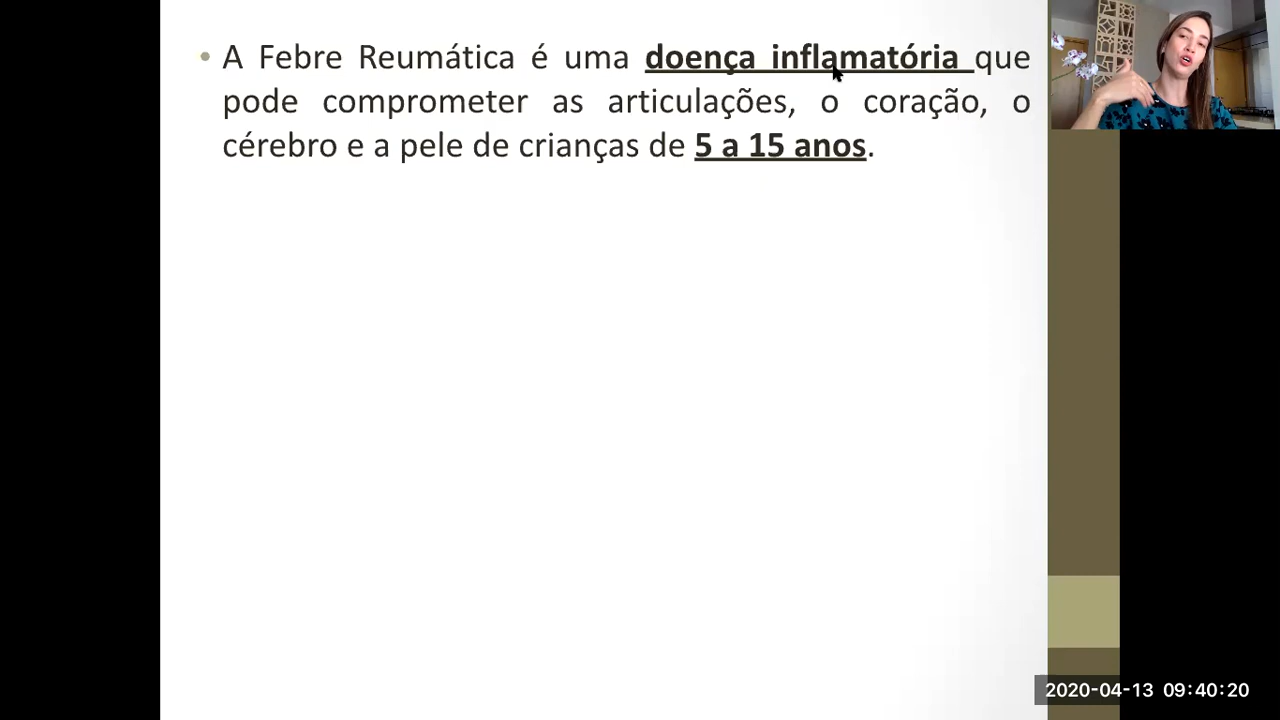 • A Febre Reumática é uma doença inflamatória que
pode comprometer as articulações, o coração, o
cérebro e a pele de crianças de 5 a 15 anos.
2020-04-13 09:40:20